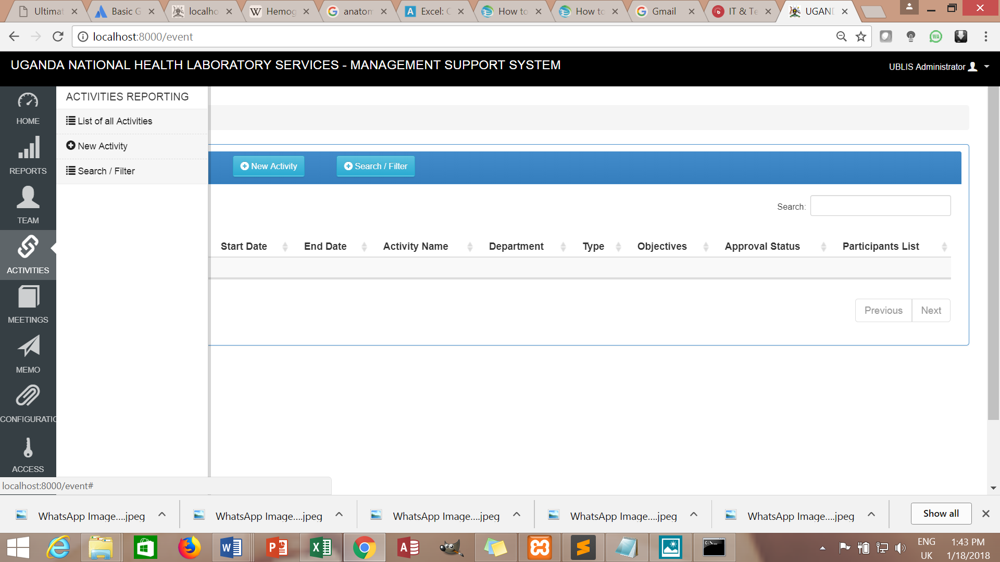 Ultimat
Basic G
localho
Hemog
anatom
Excel: C
How to
How to
Gmail
IT & Te
UGAND
localhost:8000/event
UGANDA NATIONAL HEALTH LABORATORY SERVICES - MANAGEMENT SUPPORT SYSTEM
UBLIS Administrator
HOME
REPORTS
TEAM
ACTIVITIES
MEETINGS
MEMO
CONFIGURATIO
ACCESS
ACTIVITIES REPORTING
List of all Activities
New Activity
Search / Filter
New Activity
Search / Filter
Search:
Start Date
End Date
Activity Name
Department
Type
Objectives
Approval Status
Participants List
Previous
Next
localhost:8000/event#
WhatsApp Image....jpeg
WhatsApp Image....jpeg
WhatsApp Image....jpeg
WhatsApp Image....jpeg
WhatsApp Image....jpeg
Show all
ENG
UK
1:43 PM
1/18/2018